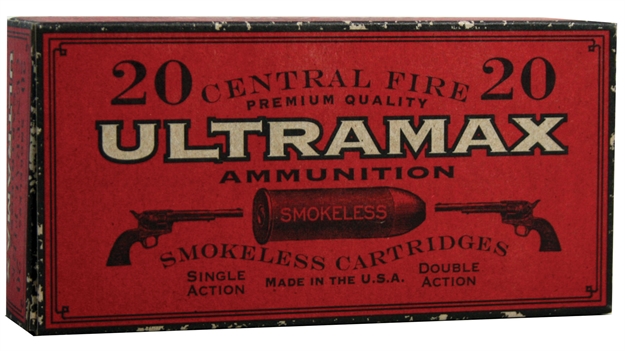 20 CENTRAL FIRE 20
PREMIUM QUALITY
ULTRAMAX
AMMUNITION
SMOKELESS
SMOKELESS CARTRIDGES
SINGLE ACTION
MADE IN THE U.S.A.
DOUBLE ACTION